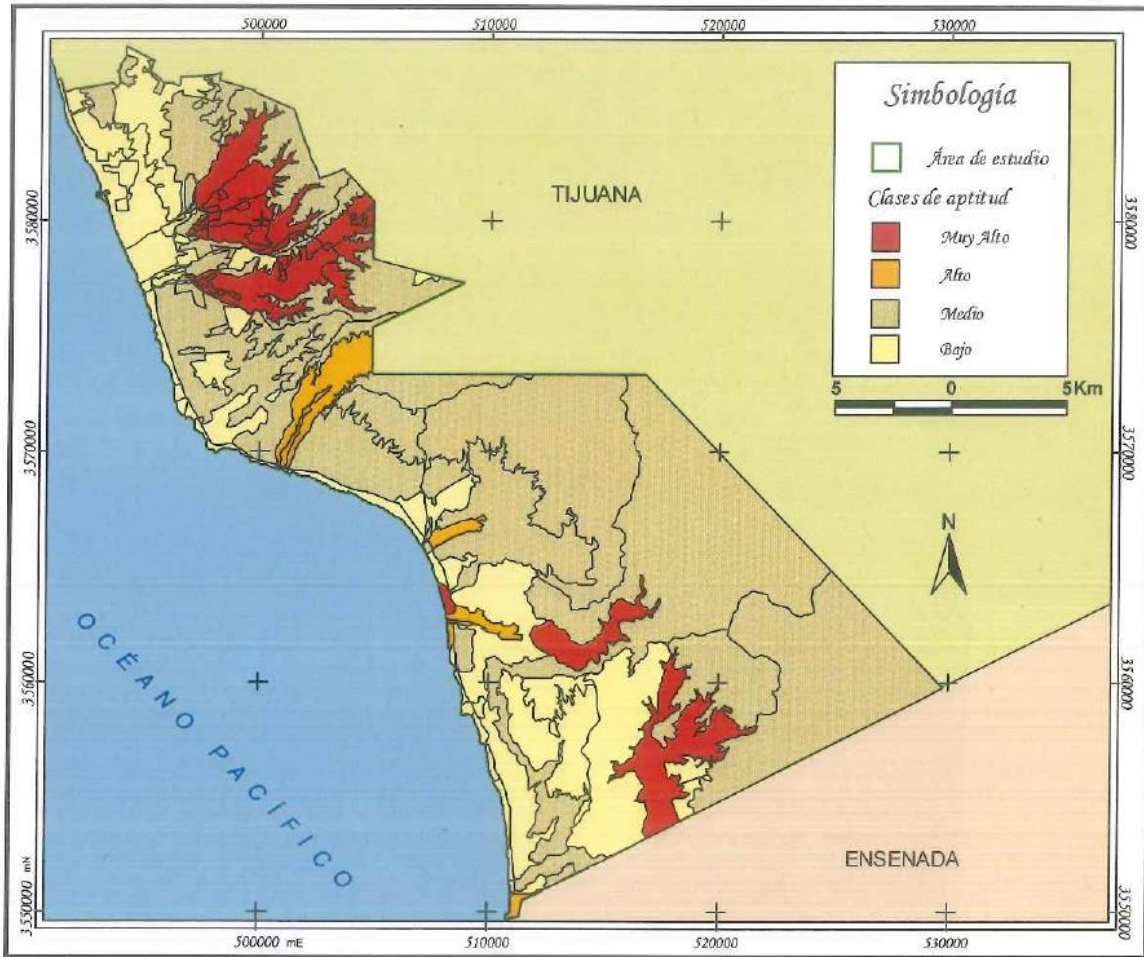 500000
510000
520000
530000
Simbología
Área de estudio
Clases de aptitud
Muy Alto
Alto
Medio
Bajo
5
0
5Km
TIJUANA
3580000
3580000
3570000
3570000
N
OCÉANO PACÍFICO
3560000
3560000
ENSENADA
3550000 mN
3550000
500000 mE
510000
520000
530000